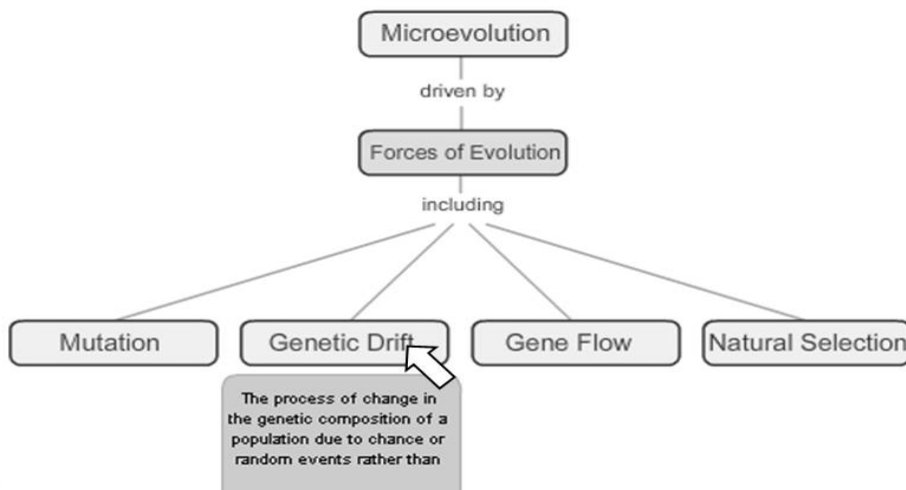 Microevolution
driven by
Forces of Evolution
including
Mutation
Genetic Drift
Gene Flow
Natural Selection
The process of change in
the genetic composition of a
population due to chance or
random events rather than